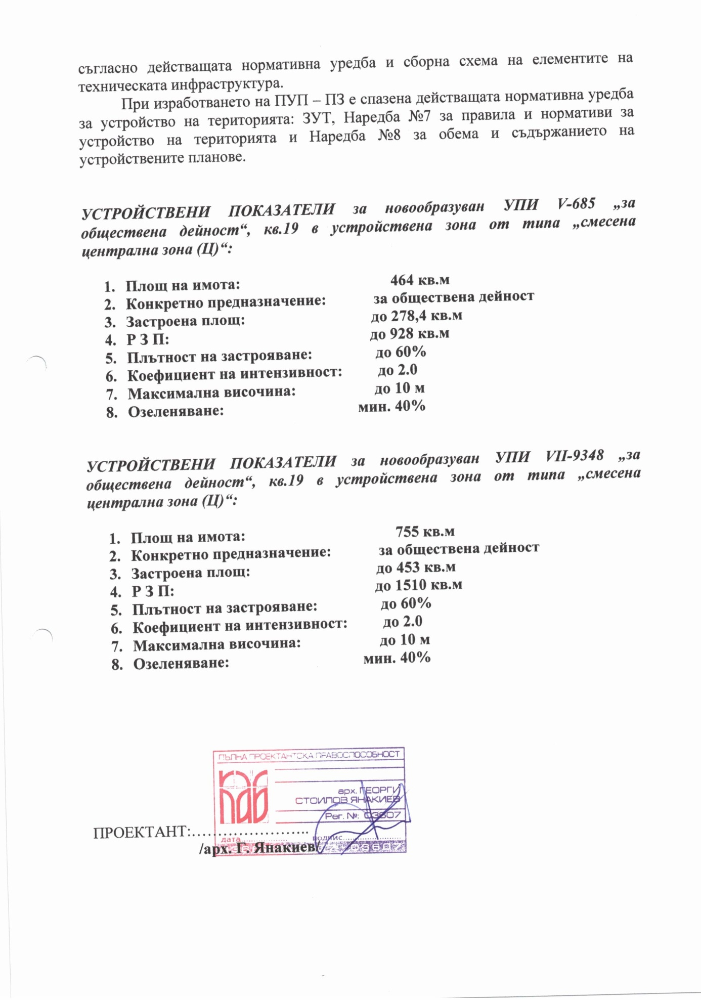 съгласно действащата нормативна уредба и сборна схема на елементите на
техническата инфраструктура.
При изработването на ПУП – ПЗ е спазена действащата нормативна уредба
за устройство на територията: ЗУТ, Наредба №7 за правила и нормативи за
устройство на територията и Наредба №8 за обема и съдържанието на
устройствените планове.
УСТРОЙСТВЕНИ ПОКАЗАТЕЛИ за новообразуван УПИ V-685 „за
обществена дейност“, кв.19 в устройствена зона от типа „смесена
централна зона (Ц)“:
1. Площ на имота: 464 кв.м
2. Конкретно предназначение: за обществена дейност
3. Застроена площ: до 278,4 кв.м
4. Р З П: до 928 кв.м
5. Плътност на застрояване: до 60%
6. Коефициент на интензивност: до 2.0
7. Максимална височина: до 10 м
8. Озеленяване: мин. 40%
УСТРОЙСТВЕНИ ПОКАЗАТЕЛИ за новообразуван УПИ VII-9348 „за
обществена дейност“, кв.19 в устройствена зона от типа „смесена
централна зона (Ц)“:
1. Площ на имота: 755 кв.м
2. Конкретно предназначение: за обществена дейност
3. Застроена площ: до 453 кв.м
4. Р З П: до 1510 кв.м
5. Плътност на застрояване: до 60%
6. Коефициент на интензивност: до 2.0
7. Максимална височина: до 10 м
8. Озеленяване: мин. 40%
ПЪЛНА ПРОЕКТАНТСКА ПРАВОСПОСОБНОСТ
арх. ГЕОРГИ
СТОИЛОВ ЯНАКИЕВ
Рег. №: 03607
ПРОЕКТАНТ:.......................
дата.................. подпис.......................
/арх. Г. Янакиев/
03607